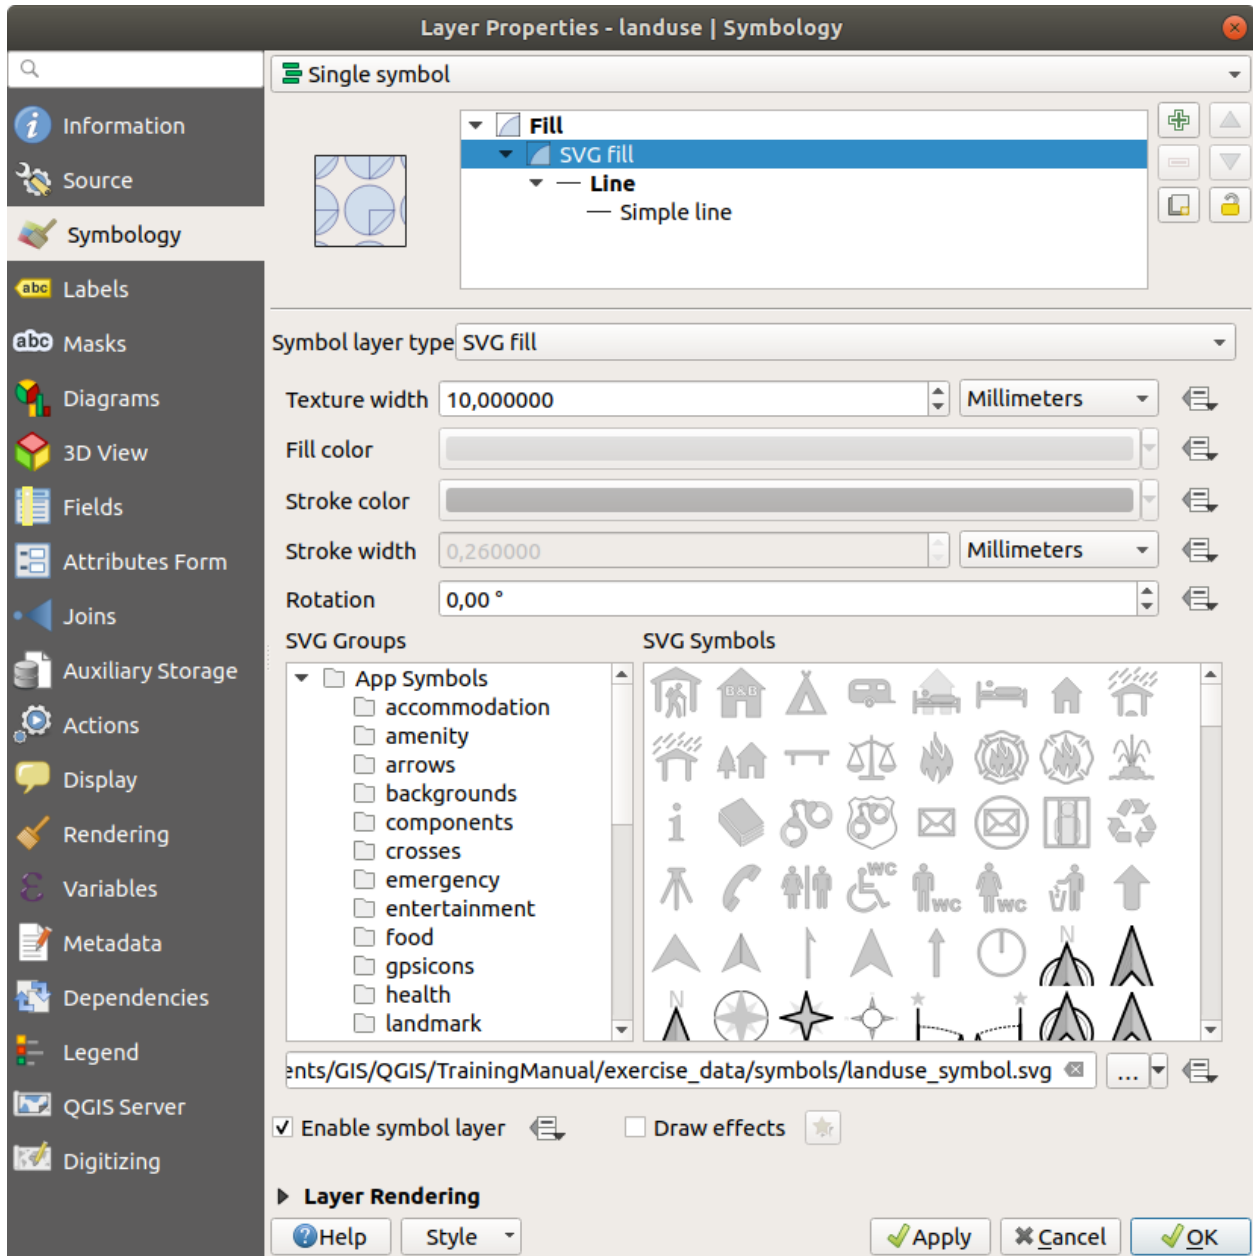 Layer Properties - landuse | Symbology
Single symbol
Information
Source
Symbology
Labels
Masks
Diagrams
3D View
Fields
Attributes Form
Joins
Auxiliary Storage
Actions
Display
Rendering
Variables
Metadata
Dependencies
Legend
QGIS Server
Digitizing
abc
abc
Fill
SVG fill
Line
Simple line
Symbol layer type SVG fill
Texture width 10,000000 Millimeters
Fill color
Stroke color
Stroke width 0,260000 Millimeters
Rotation 0,00 °
SVG Groups
SVG Symbols
App Symbols
accommodation
amenity
arrows
backgrounds
components
crosses
emergency
entertainment
food
gpsicons
health
landmark
B&B
i
WC
WC
WC
N
N
ents/GIS/QGIS/TrainingManual/exercise_data/symbols/landuse_symbol.svg
...
Enable symbol layer
Draw effects
Layer Rendering
Help Style Apply Cancel OK